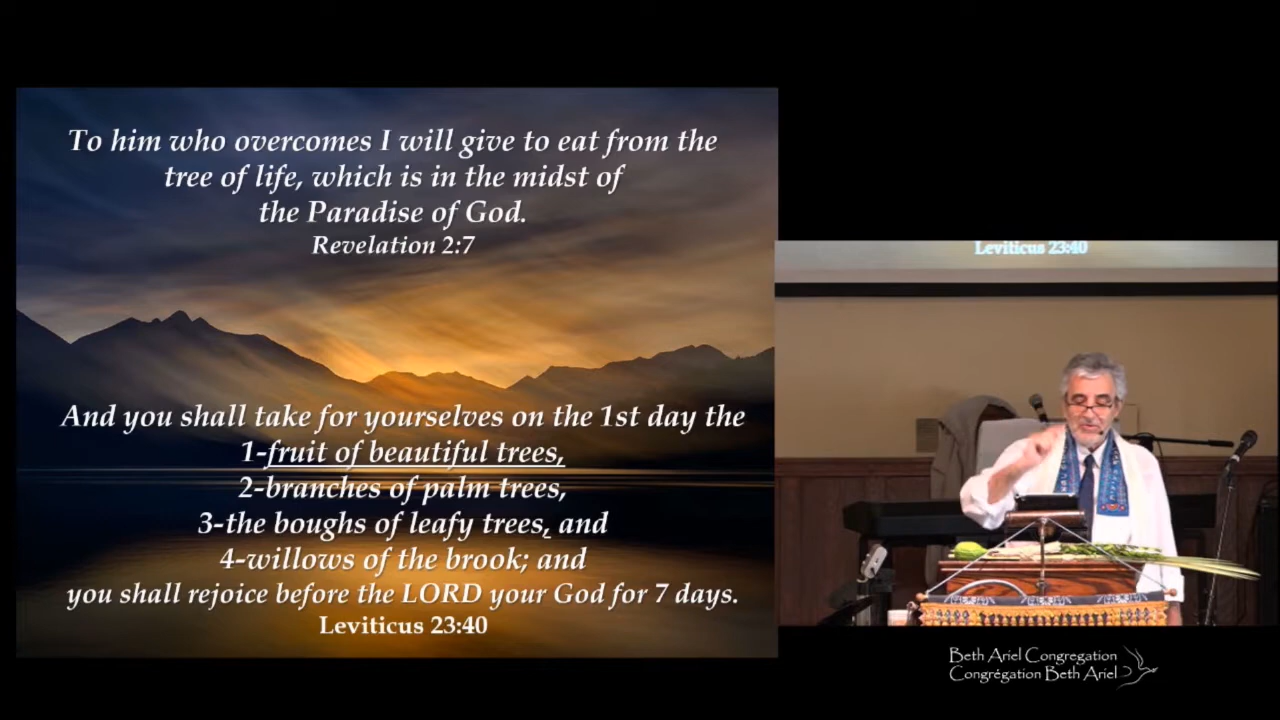 To him who overcomes I will give to eat from the
tree of life, which is in the midst of
the Paradise of God.
Revelation 2:7
And you shall take for yourselves on the 1st day the
1-fruit of beautiful trees,
2-branches of palm trees,
3-the boughs of leafy trees, and
4-willows of the brook; and
you shall rejoice before the LORD your God for 7 days.
Leviticus 23:40
Leviticus 23:40
Beth Ariel Congregation
Congrégation Beth Ariel